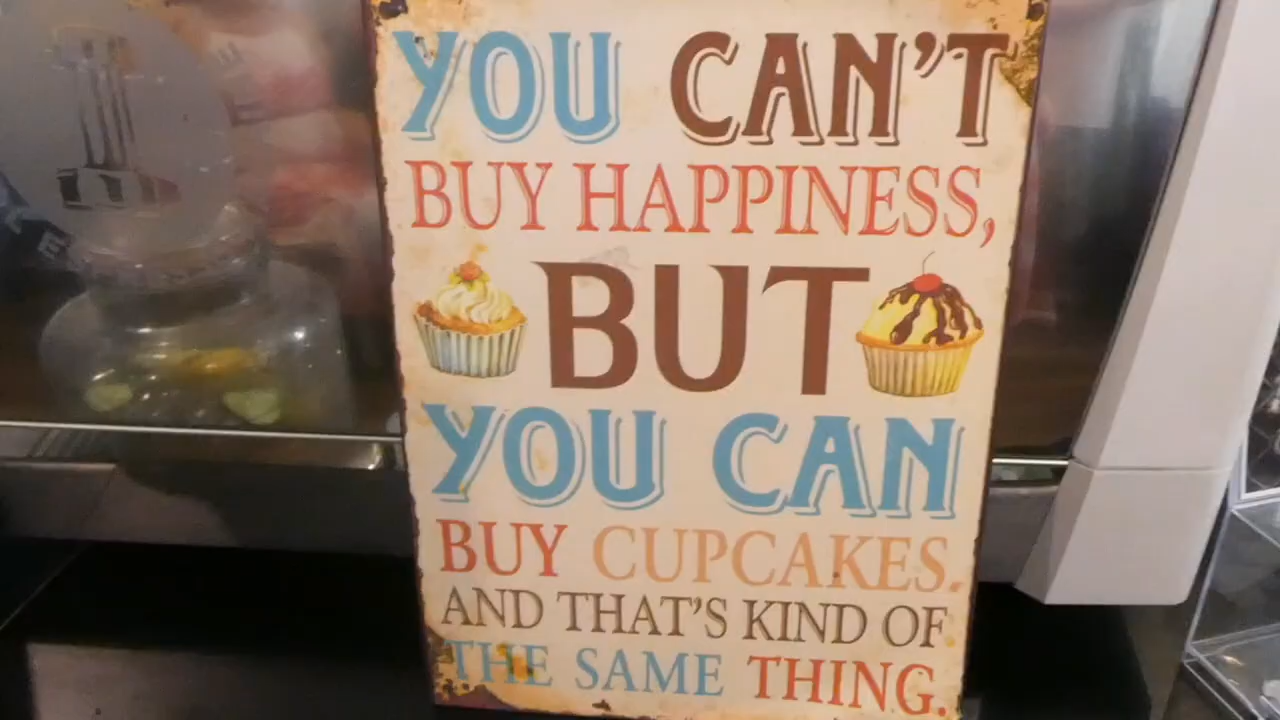 YOU CAN'T
BUY HAPPINESS,
BUT
YOU CAN
BUY CUPCAKES.
AND THAT'S KIND OF
THE SAME THING.